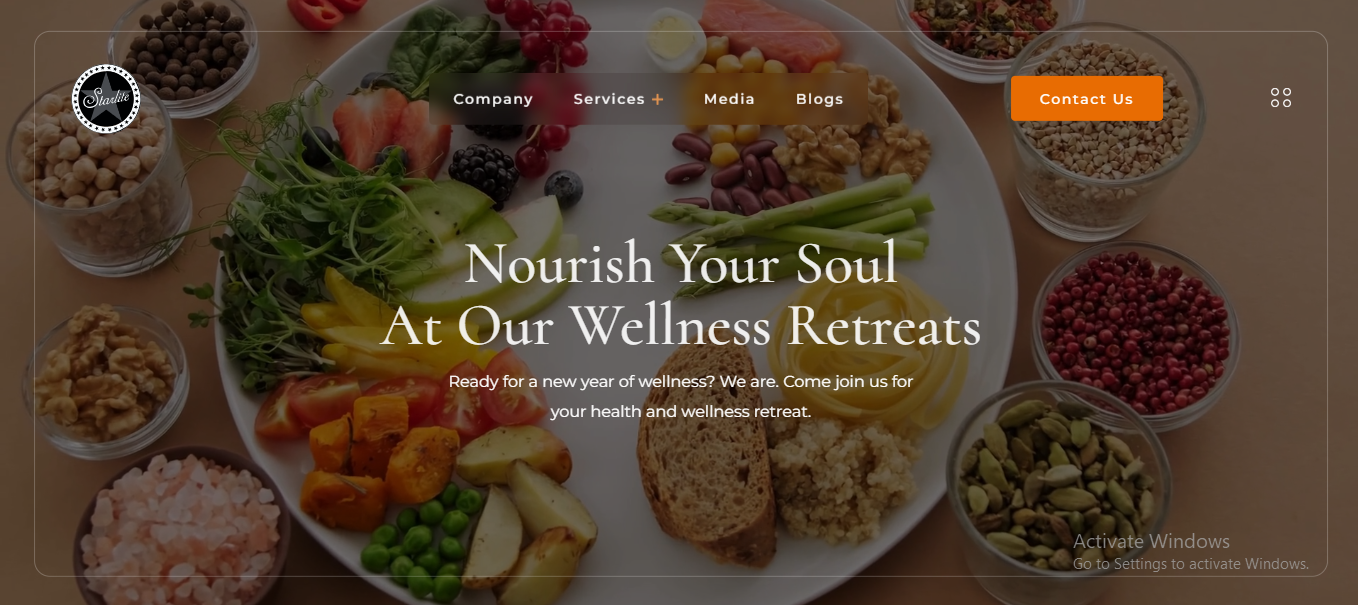 Starlite
Company Services + Media Blogs
Contact Us
Nourish Your Soul
At Our Wellness Retreats
Ready for a new year of wellness? We are. Come join us for
your health and wellness retreat.
Activate Windows
Go to Settings to activate Windows.